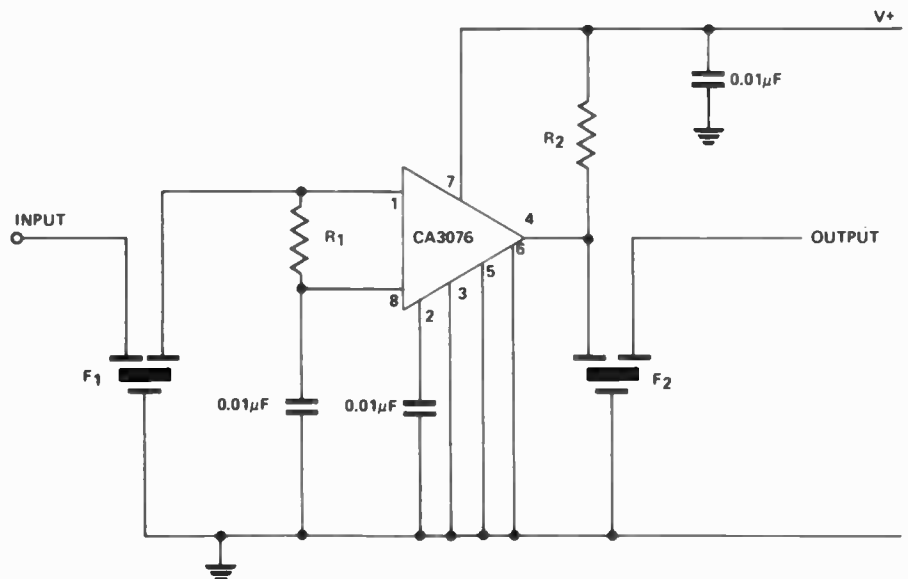 V+
0.01μF
R2
7
1
4
INPUT
R1
CA3076
6
OUTPUT
5
8
3
2
F1
F2
0.01μF
0.01μF